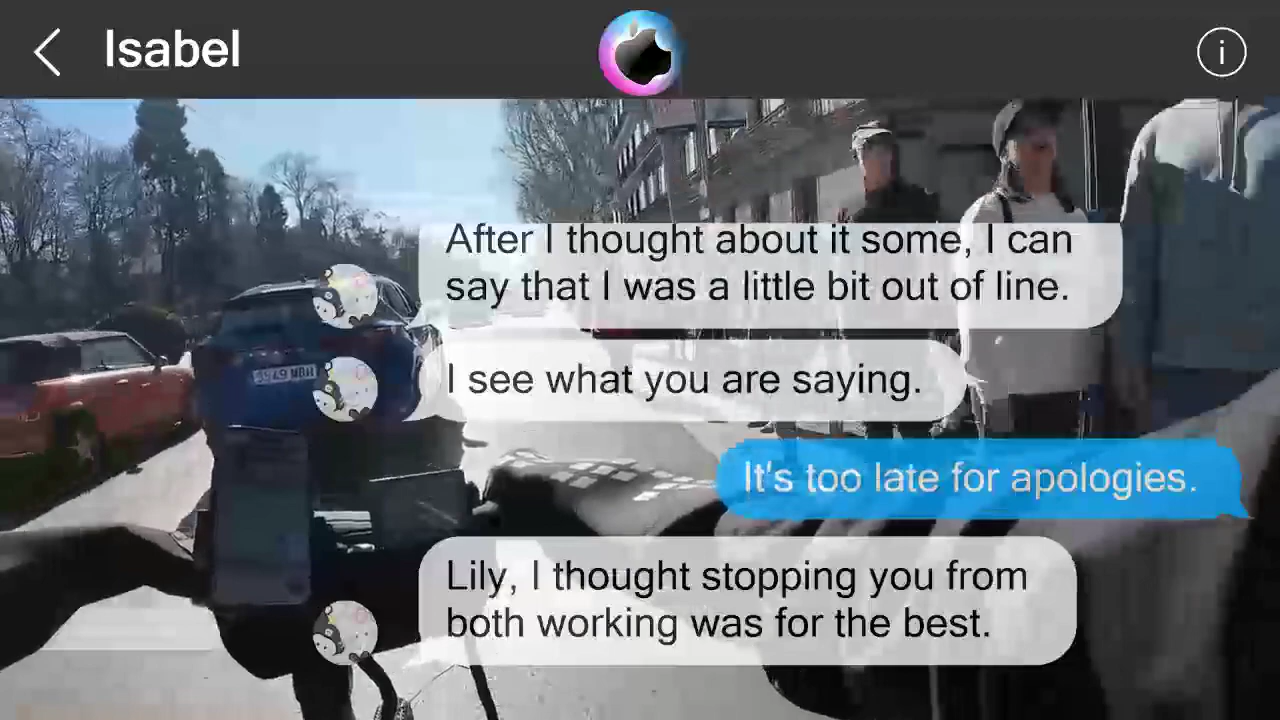 Isabel
i
After I thought about it some, I can
say that I was a little bit out of line.
I see what you are saying.
It's too late for apologies.
Lily, I thought stopping you from
both working was for the best.